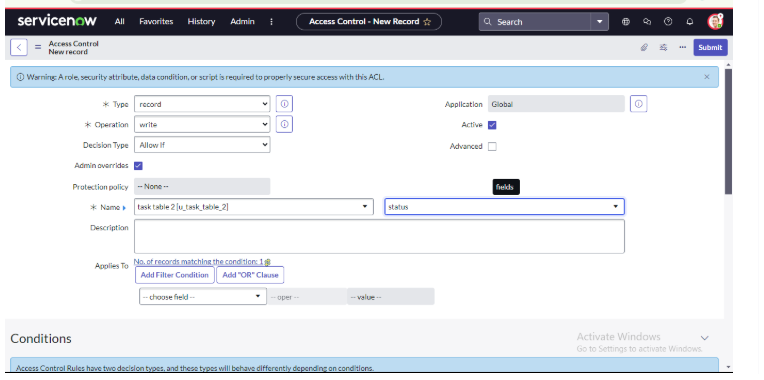 servicenow All Favorites History Admin Access Control - New Record Search
Access Control
New record
Submit
Warning: A role, security attribute, data condition, or script is required to properly secure access with this ACL.
Type record Application Global
Operation write Active
Decision Type Allow If Advanced
Admin overrides
Protection policy -- None -- fields
Name task table 2 [u_task_table_2] status
Description
Applies To No. of records matching the condition: 1
Add Filter Condition Add "OR" Clause
-- choose field -- -- oper -- -- value --
Conditions
Activate Windows
Go to Settings to activate Windows.
Access Control Rules have two decision types, and these types will behave differently depending on conditions.